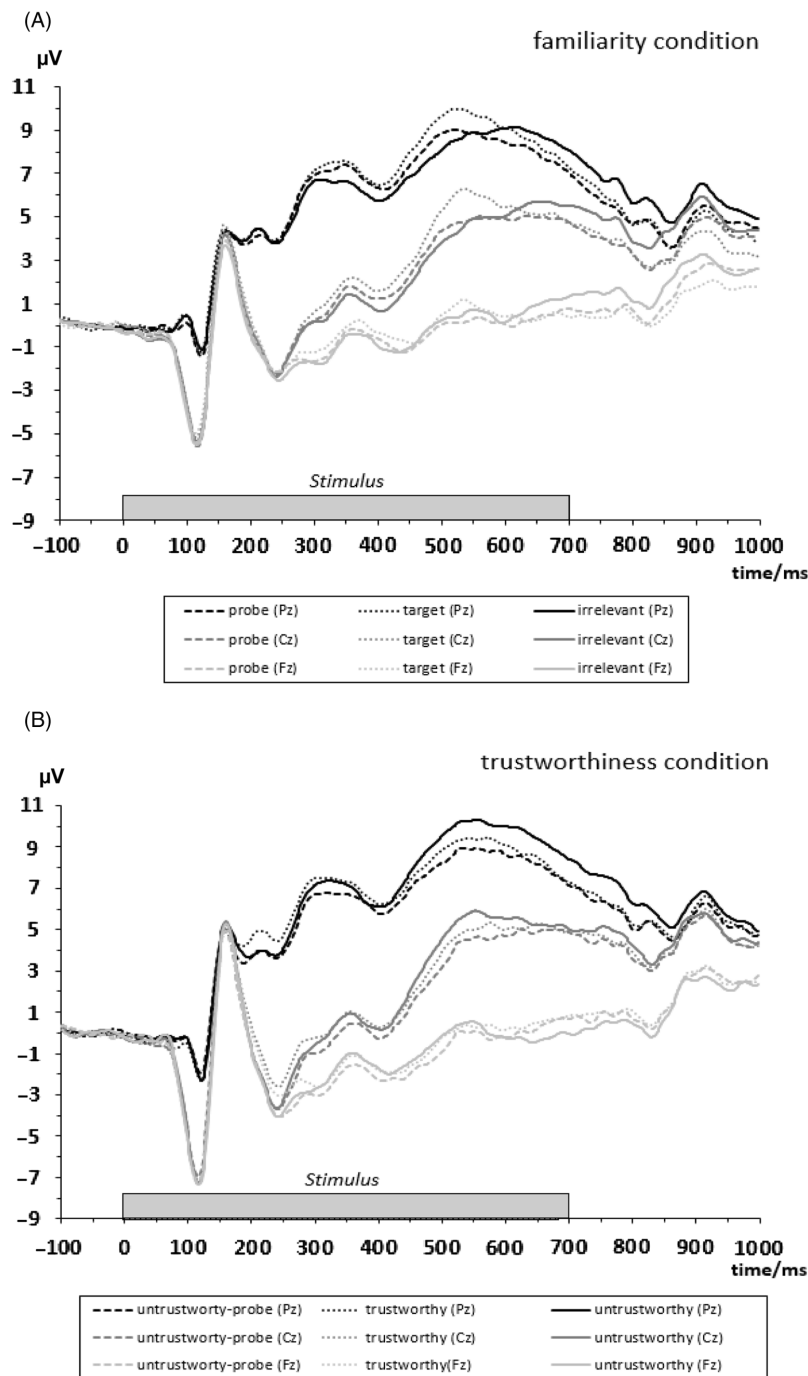 (A)
familiarity condition
µV
11
9
7
5
3
1
–1
–3
–5
–7
–9
Stimulus
–100 0 100 200 300 400 500 600 700 800 900 1000
time/ms
probe (Pz) target (Pz) irrelevant (Pz)
probe (Cz) target (Cz) irrelevant (Cz)
probe (Fz) target (Fz) irrelevant (Fz)
(B)
trustworthiness condition
µV
11
9
7
5
3
1
–1
–3
–5
–7
–9
Stimulus
–100 0 100 200 300 400 500 600 700 800 900 1000
time/ms
untrustworty-probe (Pz) trustworthy (Pz) untrustworthy (Pz)
untrustworty-probe (Cz) trustworthy (Cz) untrustworthy (Cz)
untrustworty-probe (Fz) trustworthy(Fz) untrustworthy (Fz)